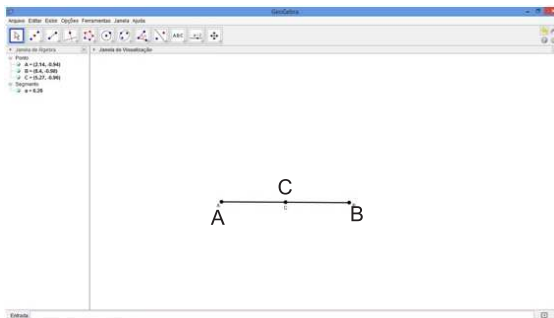 GeoGebra
Arquivo Editar Exibir Opções Ferramentas Janela Ajuda
ABC
Janela de Álgebra
Janela de Visualização
Ponto
A = (2.14, -0.94)
B = (8.4, -0.98)
C = (5.27, -0.96)
Segmento
a = 6.26
C
A
B
Entrada: